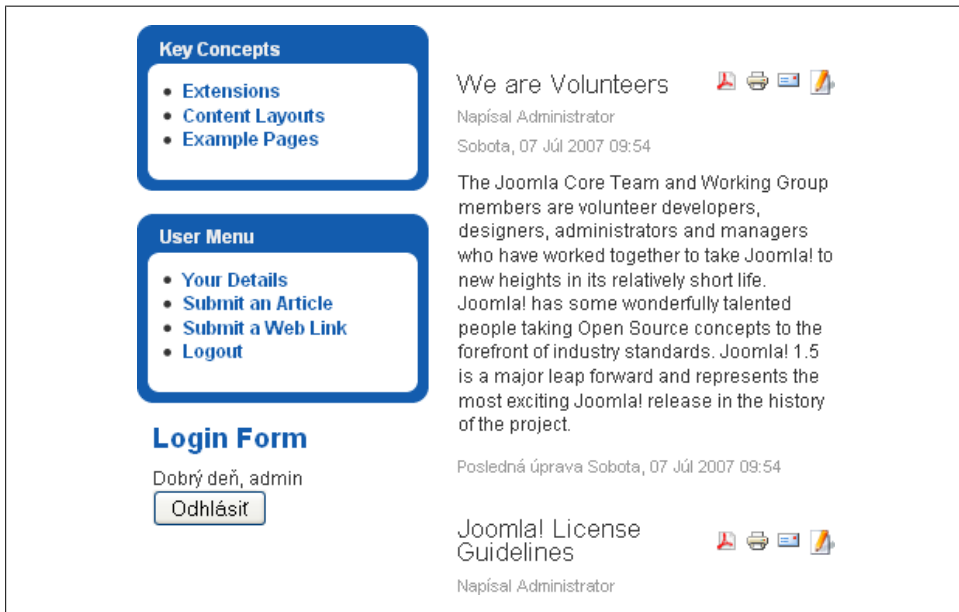 Key Concepts
Extensions
Content Layouts
Example Pages
User Menu
Your Details
Submit an Article
Submit a Web Link
Logout
Login Form
Dobrý deň, admin
Odhlásiť
We are Volunteers
Napísal Administrator
Sobota, 07 Júl 2007 09:54
The Joomla Core Team and Working Group
members are volunteer developers,
designers, administrators and managers
who have worked together to take Joomla! to
new heights in its relatively short life.
Joomla! has some wonderfully talented
people taking Open Source concepts to the
forefront of industry standards. Joomla! 1.5
is a major leap forward and represents the
most exciting Joomla! release in the history
of the project.
Posledná úprava Sobota, 07 Júl 2007 09:54
Joomla! License
Guidelines
Napísal Administrator